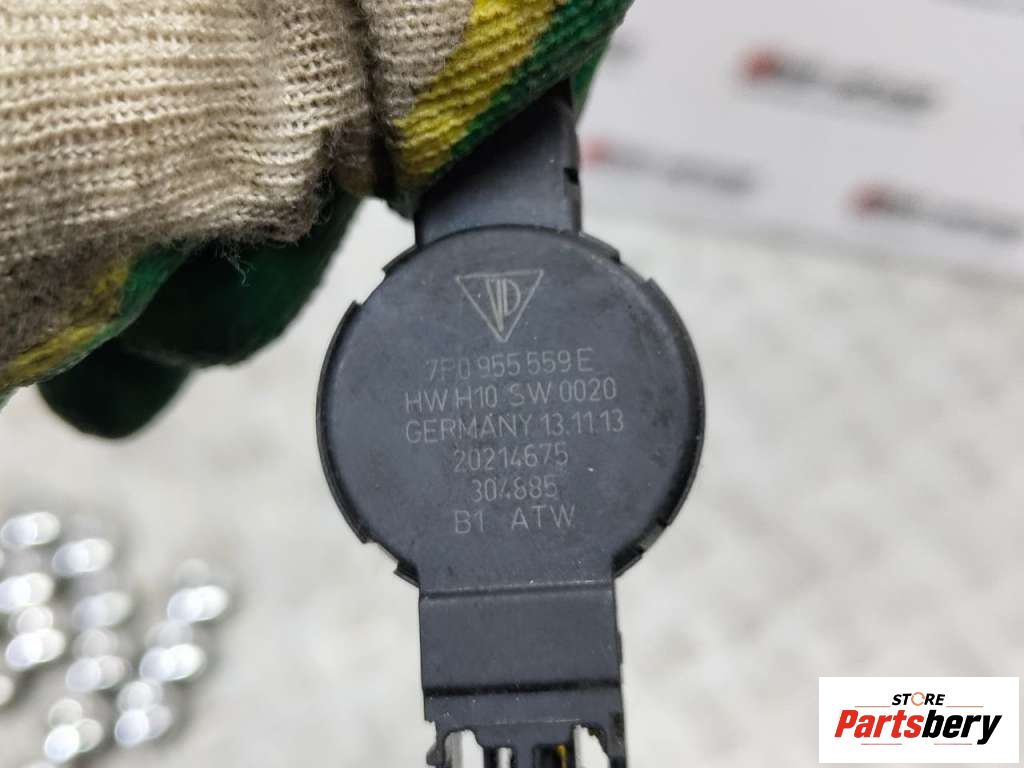 7P0 955 559 E
HW H10 SW 0020
GERMANY 13.11.13
20214675
304885
B1 ATW
STORE
Partsbery